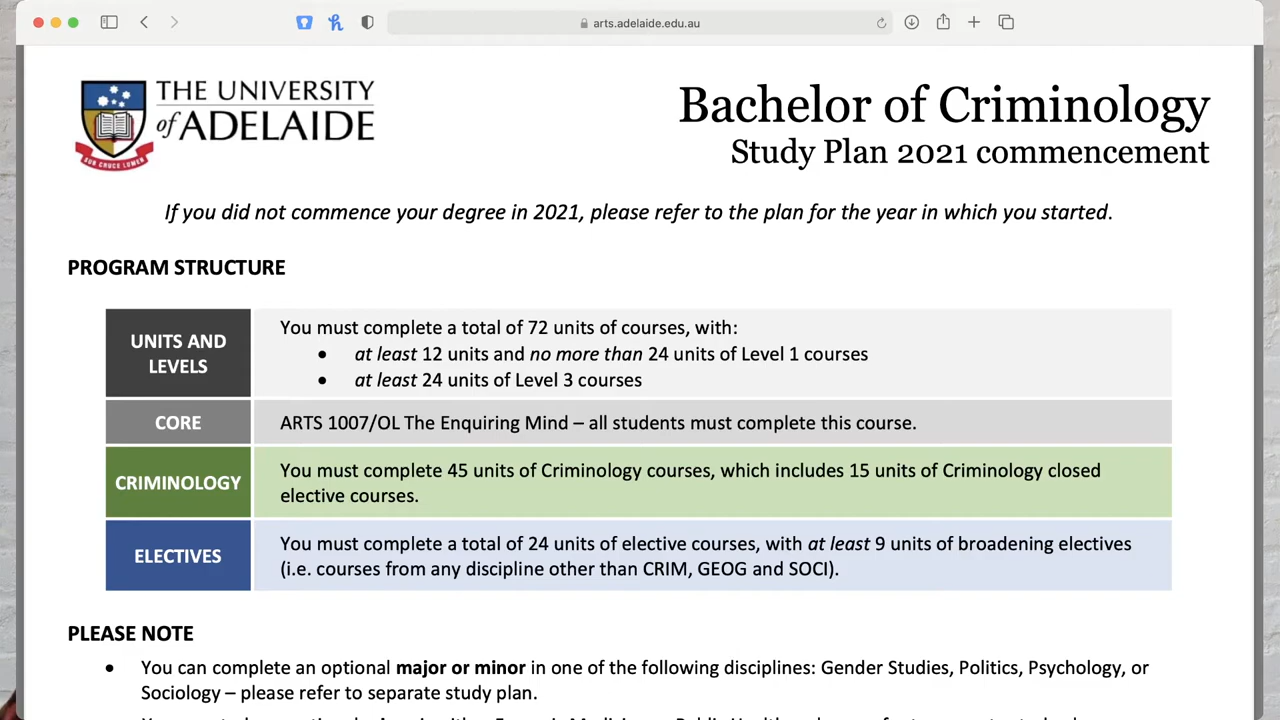 arts.adelaide.edu.au
THE UNIVERSITY
of ADELAIDE
SUB CRUCE LUMEN
Bachelor of Criminology
Study Plan 2021 commencement
If you did not commence your degree in 2021, please refer to the plan for the year in which you started.
PROGRAM STRUCTURE
UNITS AND
LEVELS
You must complete a total of 72 units of courses, with:
• at least 12 units and no more than 24 units of Level 1 courses
• at least 24 units of Level 3 courses
CORE
ARTS 1007/OL The Enquiring Mind – all students must complete this course.
CRIMINOLOGY
You must complete 45 units of Criminology courses, which includes 15 units of Criminology closed
elective courses.
ELECTIVES
You must complete a total of 24 units of elective courses, with at least 9 units of broadening electives
(i.e. courses from any discipline other than CRIM, GEOG and SOCI).
PLEASE NOTE
• You can complete an optional major or minor in one of the following disciplines: Gender Studies, Politics, Psychology, or
Sociology – please refer to separate study plan.